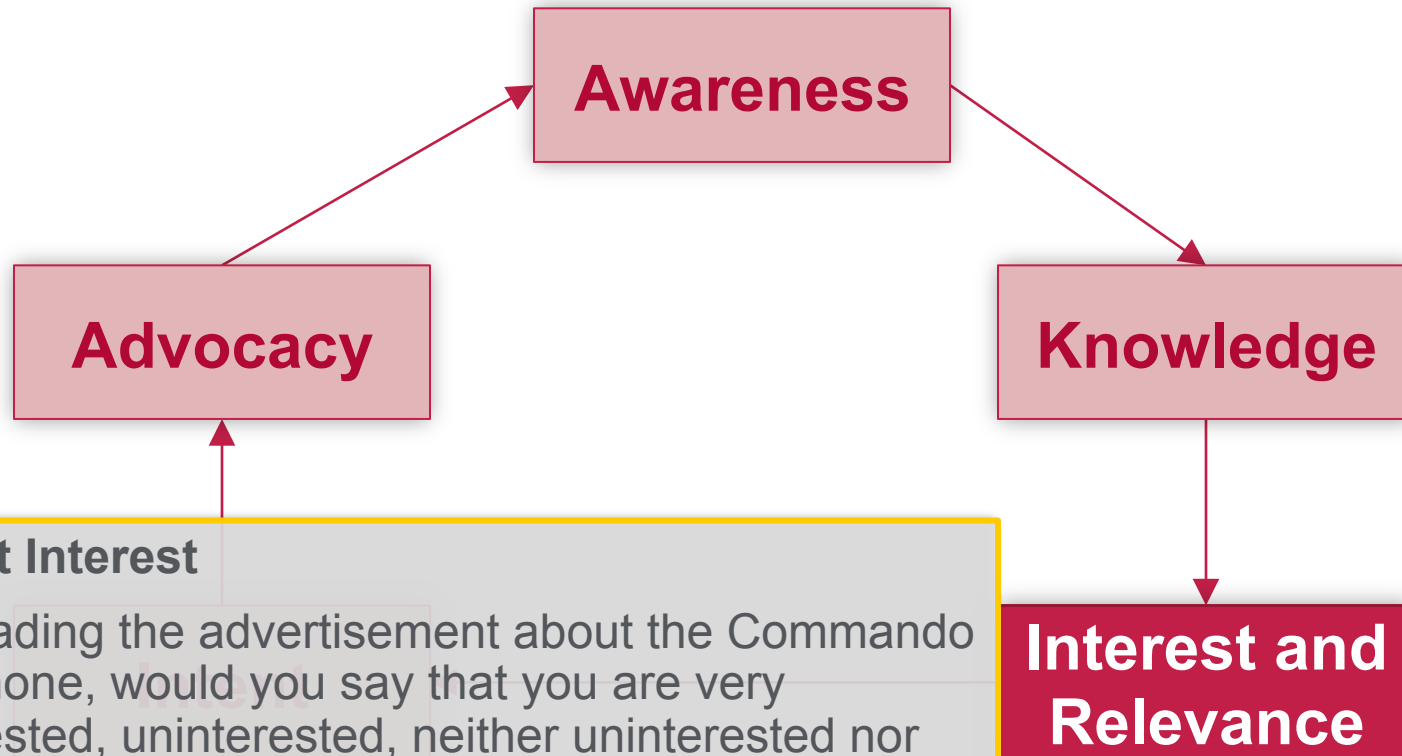 Awareness
Advocacy
Knowledge
t Interest
ading the advertisement about the Commando
one, would you say that you are very
ested, uninterested, neither uninterested nor
Intent
Interest and
Relevance